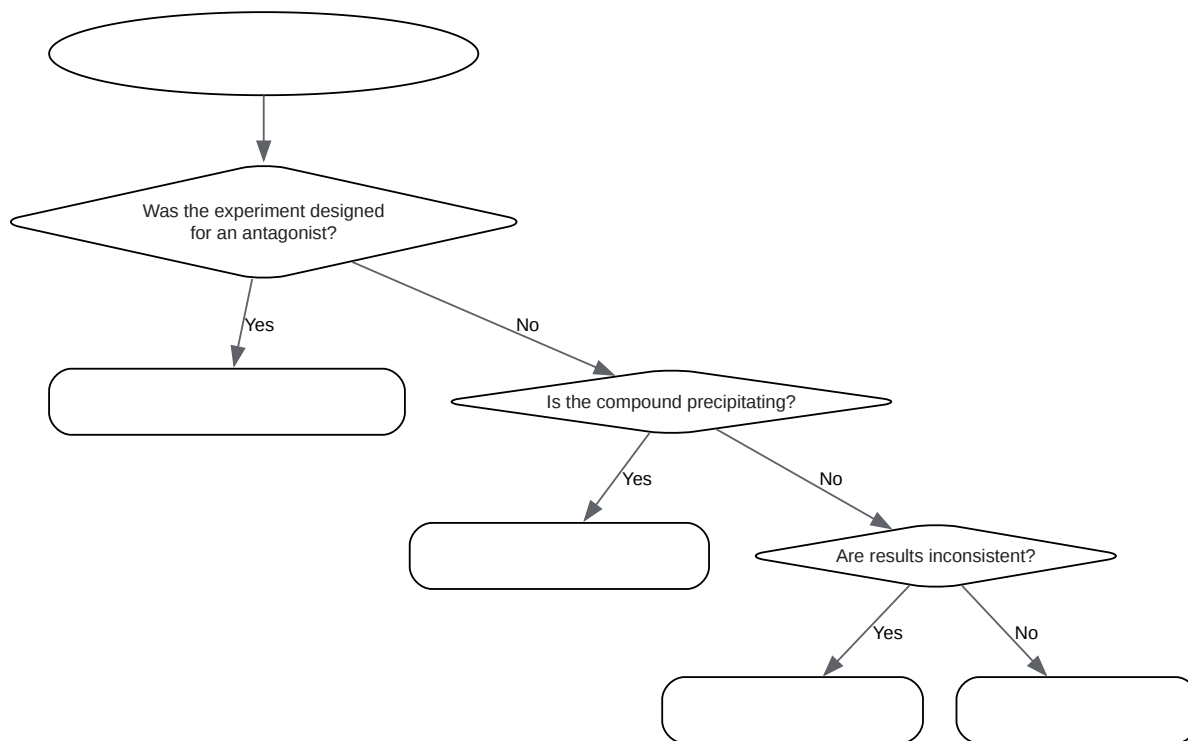 Was the experiment designed
for an antagonist?
Yes
No
Is the compound precipitating?
Yes
No
Are results inconsistent?
Yes
No